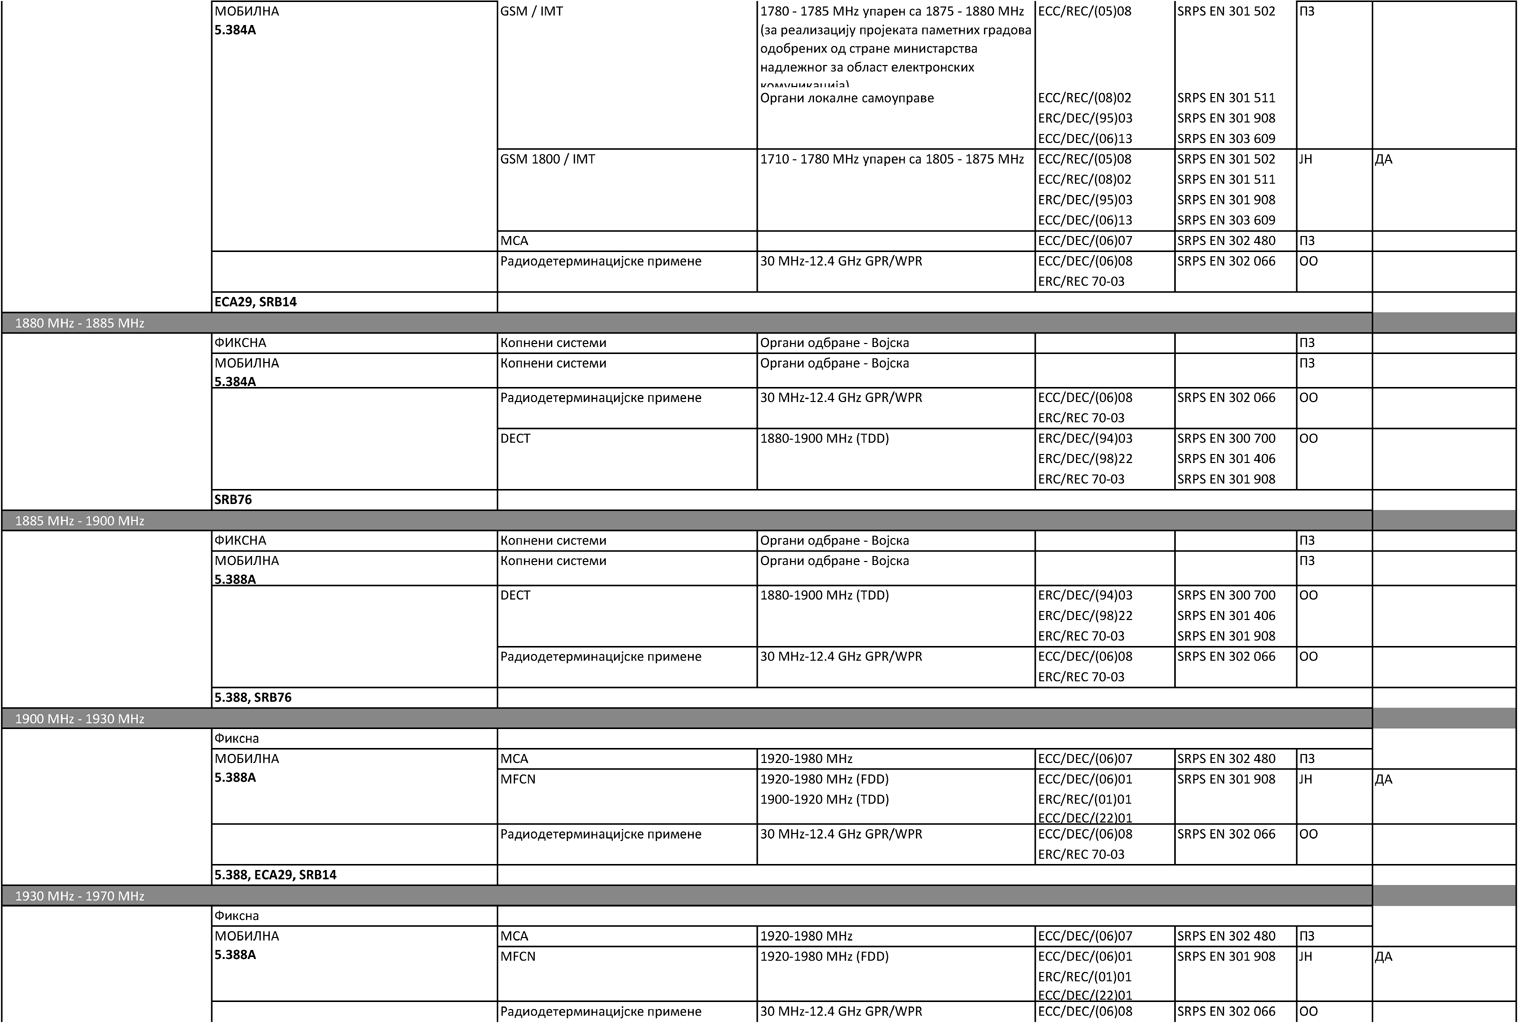 МОБИЛНА GSM / IMT 1780 - 1785 MHz упарен са 1875 - 1880 MHz ECC/REC/(05)08 SRPS EN 301 502 ПЗ
5.384A (за реализацију пројеката паметних градова
одобрених од стране министарства
надлежног за област електронских
комуникација)
Органи локалне самоуправе ECC/REC/(08)02 SRPS EN 301 511
ERC/DEC/(95)03 SRPS EN 301 908
ECC/DEC/(06)13 SRPS EN 303 609
GSM 1800 / IMT 1710 - 1780 MHz упарен са 1805 - 1875 MHz ECC/REC/(05)08 SRPS EN 301 502 ЈН ДА
ECC/REC/(08)02 SRPS EN 301 511
ERC/DEC/(95)03 SRPS EN 301 908
ECC/DEC/(06)13 SRPS EN 303 609
MCA ECC/DEC/(06)07 SRPS EN 302 480 ПЗ
Радиодетерминацијске примене 30 MHz-12.4 GHz GPR/WPR ECC/DEC/(06)08 SRPS EN 302 066 ОО
ERC/REC 70-03
ECA29, SRB14
1880 MHz - 1885 MHz
ФИКСНА Копнени системи Органи одбране - Војска ПЗ
МОБИЛНА Копнени системи Органи одбране - Војска ПЗ
5.384A
Радиодетерминацијске примене 30 MHz-12.4 GHz GPR/WPR ECC/DEC/(06)08 SRPS EN 302 066 ОО
ERC/REC 70-03
DECT 1880-1900 MHz (TDD) ERC/DEC/(94)03 SRPS EN 300 700 ОО
ERC/DEC/(98)22 SRPS EN 301 406
ERC/REC 70-03 SRPS EN 301 908
SRB76
1885 MHz - 1900 MHz
ФИКСНА Копнени системи Органи одбране - Војска ПЗ
МОБИЛНА Копнени системи Органи одбране - Војска ПЗ
5.388A
DECT 1880-1900 MHz (TDD) ERC/DEC/(94)03 SRPS EN 300 700 ОО
ERC/DEC/(98)22 SRPS EN 301 406
ERC/REC 70-03 SRPS EN 301 908
Радиодетерминацијске примене 30 MHz-12.4 GHz GPR/WPR ECC/DEC/(06)08 SRPS EN 302 066 ОО
ERC/REC 70-03
5.388, SRB76
1900 MHz - 1930 MHz
Фиксна
МОБИЛНА MCA 1920-1980 MHz ECC/DEC/(06)07 SRPS EN 302 480 ПЗ
5.388A MFCN 1920-1980 MHz (FDD) ECC/DEC/(06)01 SRPS EN 301 908 ЈН ДА
1900-1920 MHz (TDD) ERC/REC/(01)01
ECC/DEC/(22)01
Радиодетерминацијске примене 30 MHz-12.4 GHz GPR/WPR ECC/DEC/(06)08 SRPS EN 302 066 ОО
ERC/REC 70-03
5.388, ECA29, SRB14
1930 MHz - 1970 MHz
Фиксна
МОБИЛНА MCA 1920-1980 MHz ECC/DEC/(06)07 SRPS EN 302 480 ПЗ
5.388A MFCN 1920-1980 MHz (FDD) ECC/DEC/(06)01 SRPS EN 301 908 ЈН ДА
ERC/REC/(01)01
ECC/DEC/(22)01
Радиодетерминацијске примене 30 MHz-12.4 GHz GPR/WPR ECC/DEC/(06)08 SRPS EN 302 066 ОО